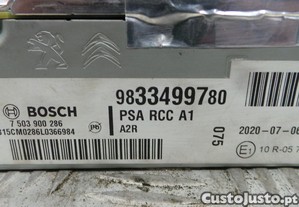 BOSCH
7 503 900 286
815CM0286L0366984
9833499780
PSA RCC A1
A2R
075
2020-07-08
E1
10 R-05 7
CustoJusto.pt